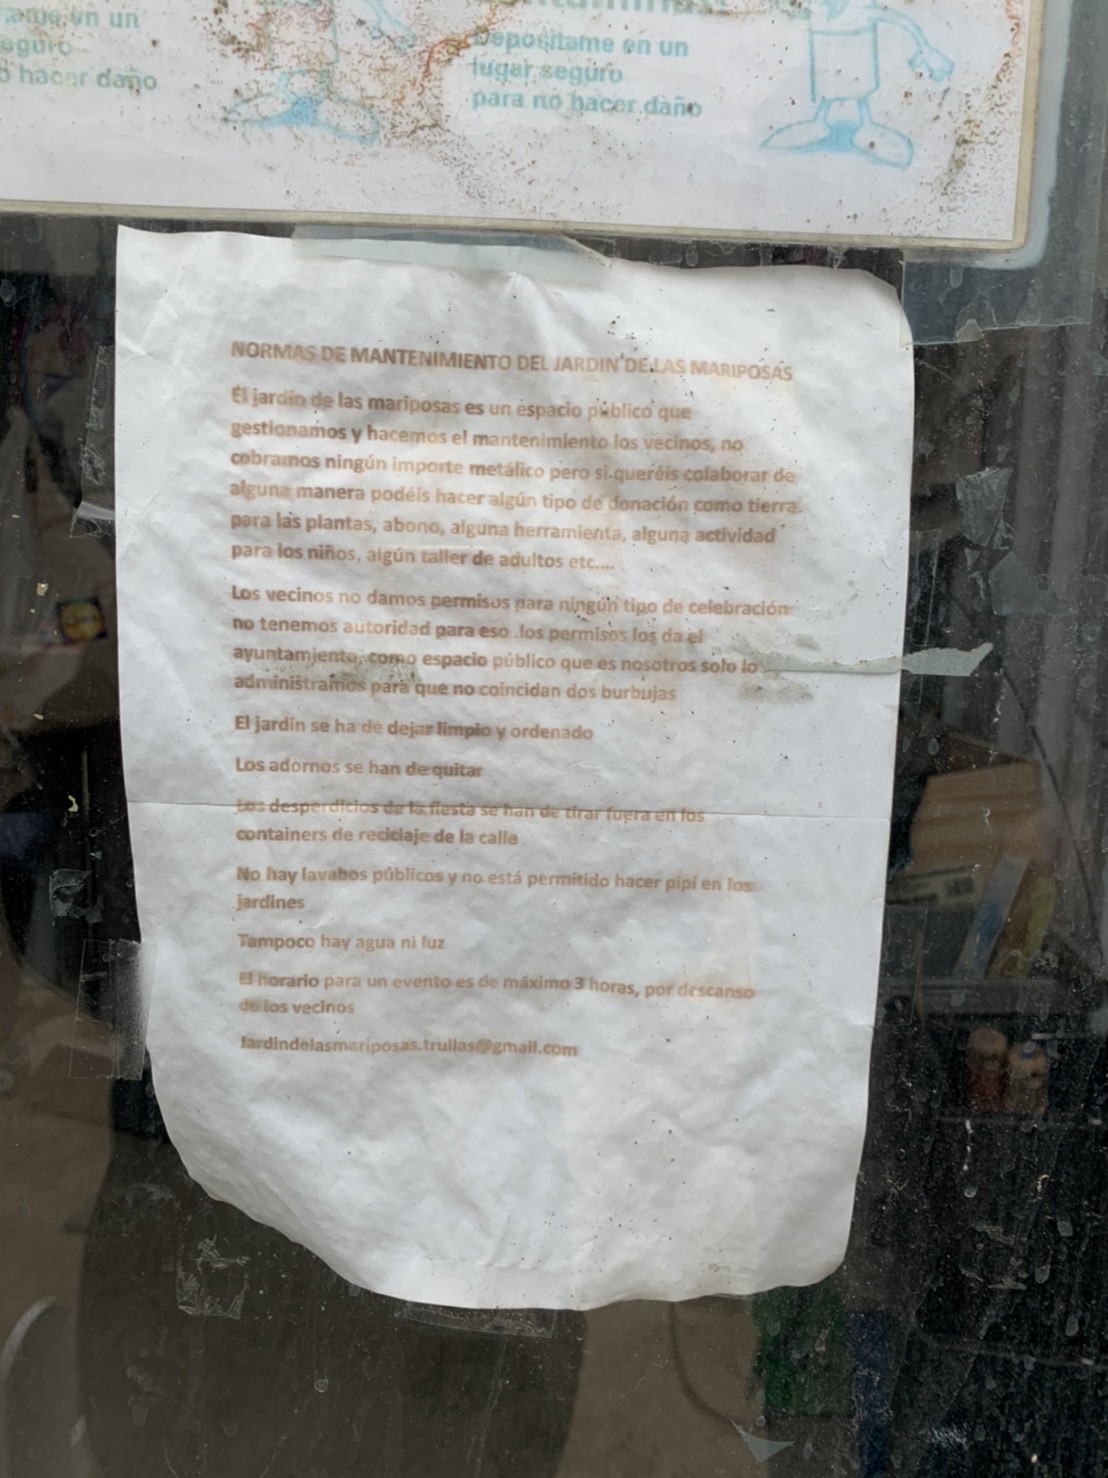 en un
hacer daño
Depositame en un
lugar seguro
para no hacer daño
NORMAS DE MANTENIMIENTO DEL JARDIN DE LAS MARIPOSAS
El jardín de las mariposas es un espacio público que
gestionamos y hacemos el mantenimiento los vecinos, no
cobramos ningún importe metálico pero si queréis colaborar de
alguna manera podéis hacer algún tipo de donación como tierra
para las plantas, abono, alguna herramienta, alguna actividad
para los niños, algún taller de adultos etc....
Los vecinos no damos permisos para ningún tipo de celebración
no tenemos autoridad para eso .los permisos los da el
ayuntamiento, como espacio público que es nosotros solo lo
administramos para que no coincidan dos burbujas
El jardín se ha de dejar limpio y ordenado
Los adornos se han de quitar
Los desperdicios de la fiesta se han de tirar fuera en los
containers de reciclaje de la calle
No hay lavabos públicos y no está permitido hacer pipí en los
jardines
Tampoco hay agua ni luz
El horario para un evento es de máximo 3 horas, por descanso
de los vecinos
Jardindelasmariposas.trullas@gmail.com